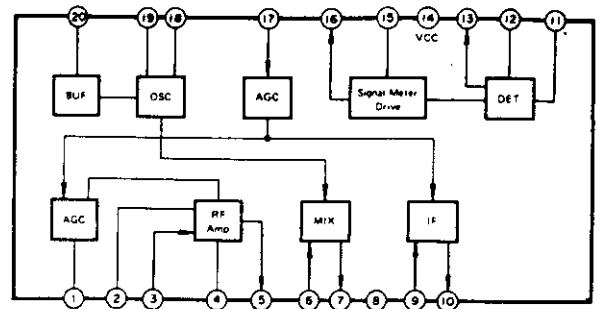 20 19 18 17 16 15 14 13 12 11
VCC
BUF OSC AGC Signal Meter DET
Drive
AGC RF MIX IF
Amp
1 2 3 4 5 6 7 8 9 10